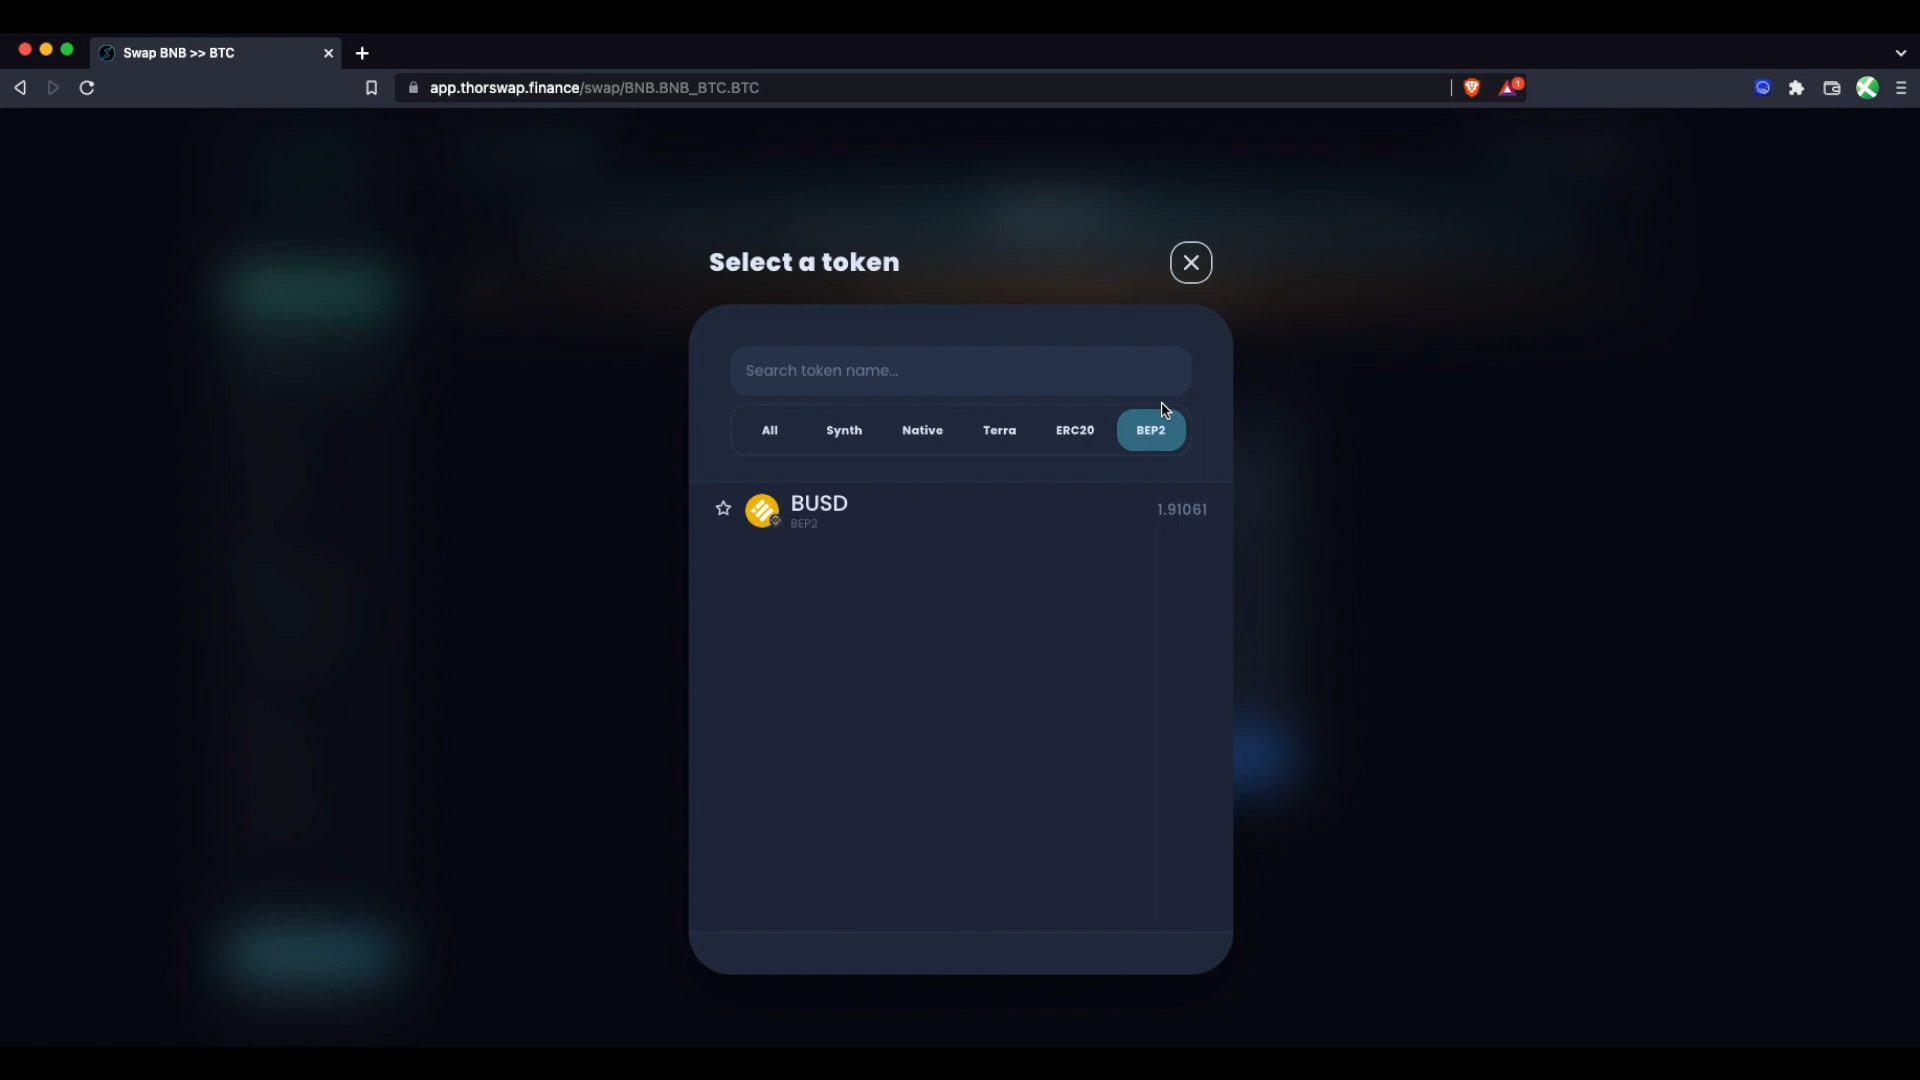 Swap BNB >> BTC
app.thorswap.finance/swap/BNB.BNB_BTC.BTC
1
Select a token
Search token name...
All Synth Native Terra ERC20 BEP2
BUSD 1.91061
BEP2